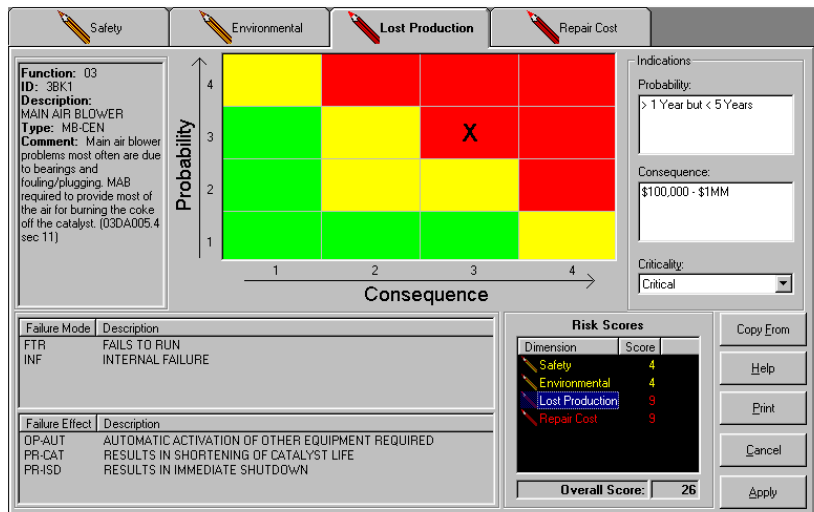 Safety
Environmental
Lost Production
Repair Cost
Function: 03
ID: 3BK1
Description:
MAIN AIR BLOWER
Type: MB-CEN
Comment: Main air blower
problems most often are due
to bearings and
fouling/plugging. MAB
required to provide most of
the air for burning the coke
off the catalyst. (03DA005.4
sec 11)
Probability
4
3
2
1
X
1
2
3
4
Consequence
Indications
Probability:
> 1 Year but < 5 Years
Consequence:
$100,000 - $1MM
Criticality:
Critical
Failure Mode Description
FTR FAILS TO RUN
INF INTERNAL FAILURE
Failure Effect Description
OP-AUT AUTOMATIC ACTIVATION OF OTHER EQUIPMENT REQUIRED
PR-CAT RESULTS IN SHORTENING OF CATALYST LIFE
PR-ISD RESULTS IN IMMEDIATE SHUTDOWN
Risk Scores
Dimension Score
Safety 4
Environmental 4
Lost Production 9
Repair Cost 9
Overall Score: 26
Copy From
Help
Print
Cancel
Apply